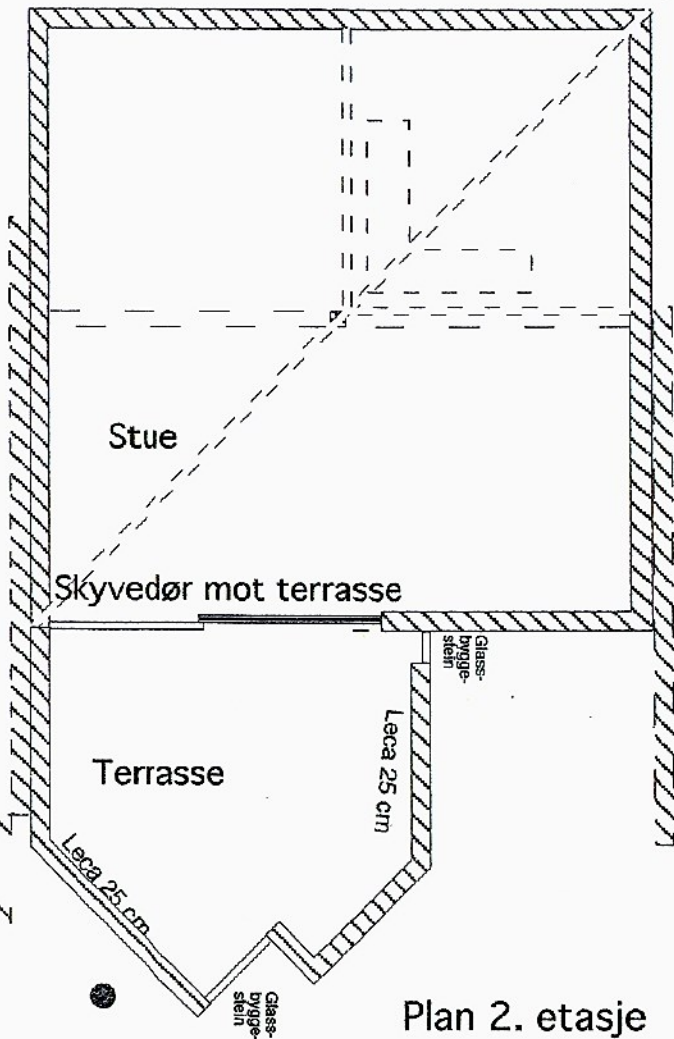 Stue
Skyvedør mot terrasse
Glass-
bygge-
stein
Leca 25 cm
Terrasse
Leca 25 cm
Glass-
bygge-
stein
Plan 2. etasje